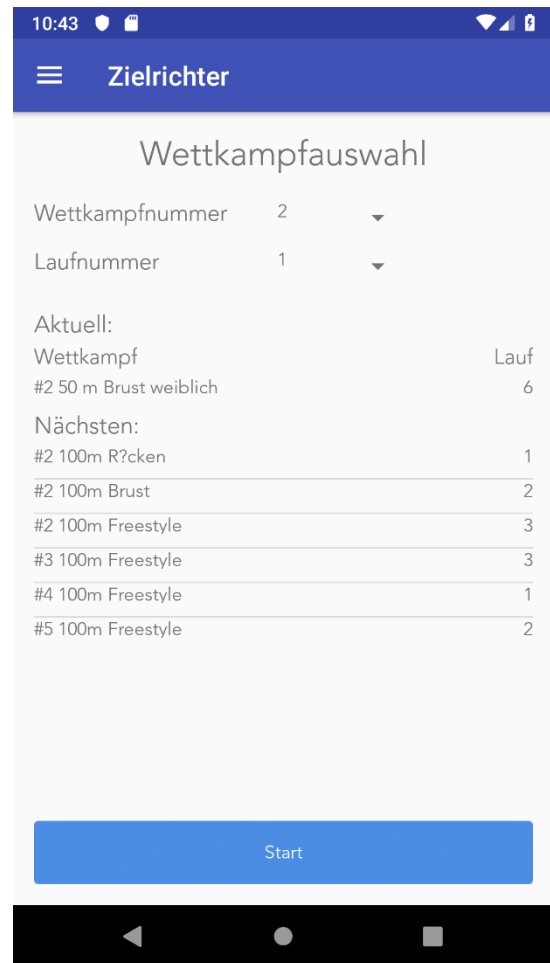 10:43
Zielrichter
Wettkampfauswahl
Wettkampfnummer 2
Laufnummer 1
Aktuell:
Wettkampf Lauf
#2 50 m Brust weiblich 6
Nächsten:
#2 100m R?cken 1
#2 100m Brust 2
#2 100m Freestyle 3
#3 100m Freestyle 3
#4 100m Freestyle 1
#5 100m Freestyle 2
Start